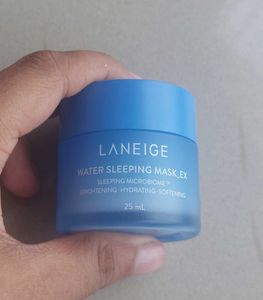 LANEIGE
WATER SLEEPING MASK_EX
SLEEPING MICROBIOME™
BRIGHTENING · HYDRATING · SOFTENING
25 mL